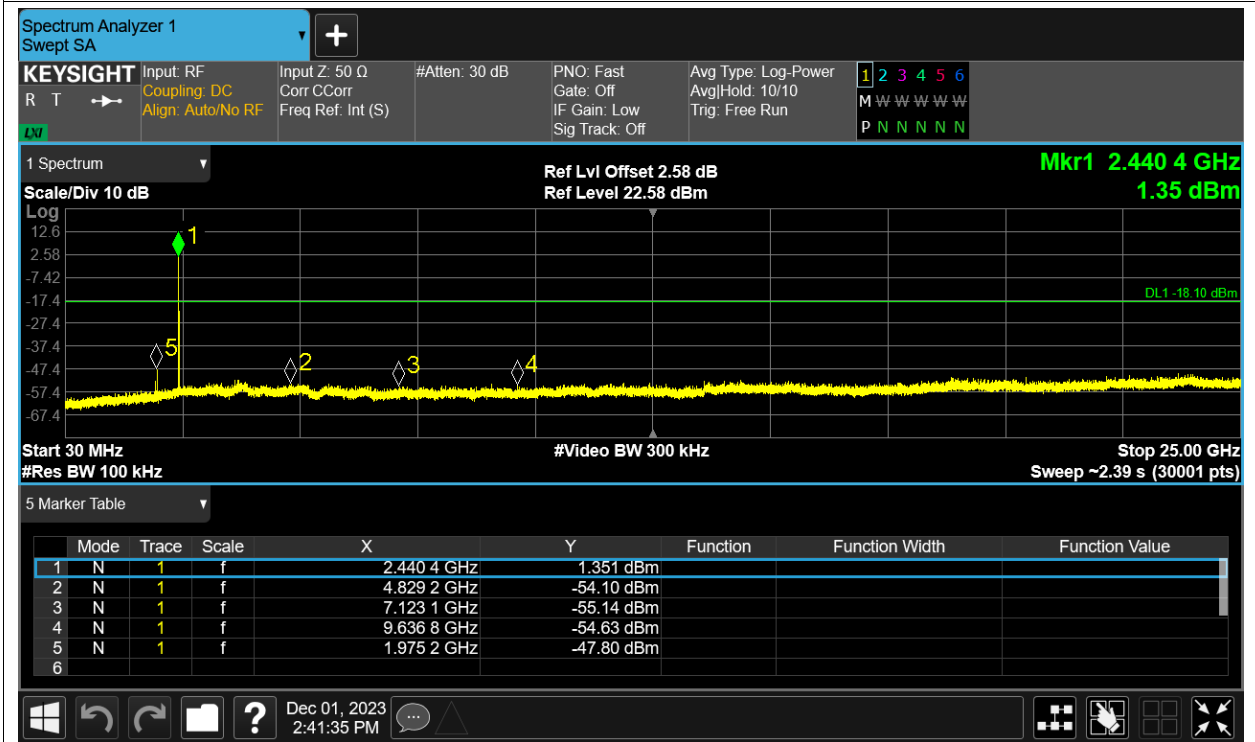 Spectrum Analyzer 1
Swept SA
KEYSIGHT
R T
LXI
Input: RF
Coupling: DC
Align: Auto/No RF
Input Z: 50 Ω
Corr CCorr
Freq Ref: Int (S)
#Atten: 30 dB
PNO: Fast
Gate: Off
IF Gain: Low
Sig Track: Off
Avg Type: Log-Power
Avg|Hold: 10/10
Trig: Free Run
1 2 3 4 5 6
M W W W W W
P N N N N N
1 Spectrum
Scale/Div 10 dB
Ref Lvl Offset 2.58 dB
Ref Level 22.58 dBm
Mkr1 2.440 4 GHz
1.35 dBm
Log
12.6
2.58
-7.42
-17.4
-27.4
-37.4
-47.4
-57.4
-67.4
1
DL1 -18.10 dBm
5
2
3
4
Start 30 MHz
#Res BW 100 kHz
#Video BW 300 kHz
Stop 25.00 GHz
Sweep ~2.39 s (30001 pts)
5 Marker Table
Mode Trace Scale X Y Function Function Width Function Value
1 N 1 f 2.440 4 GHz 1.351 dBm
2 N 1 f 4.829 2 GHz -54.10 dBm
3 N 1 f 7.123 1 GHz -55.14 dBm
4 N 1 f 9.636 8 GHz -54.63 dBm
5 N 1 f 1.975 2 GHz -47.80 dBm
6
?
Dec 01, 2023
2:41:35 PM